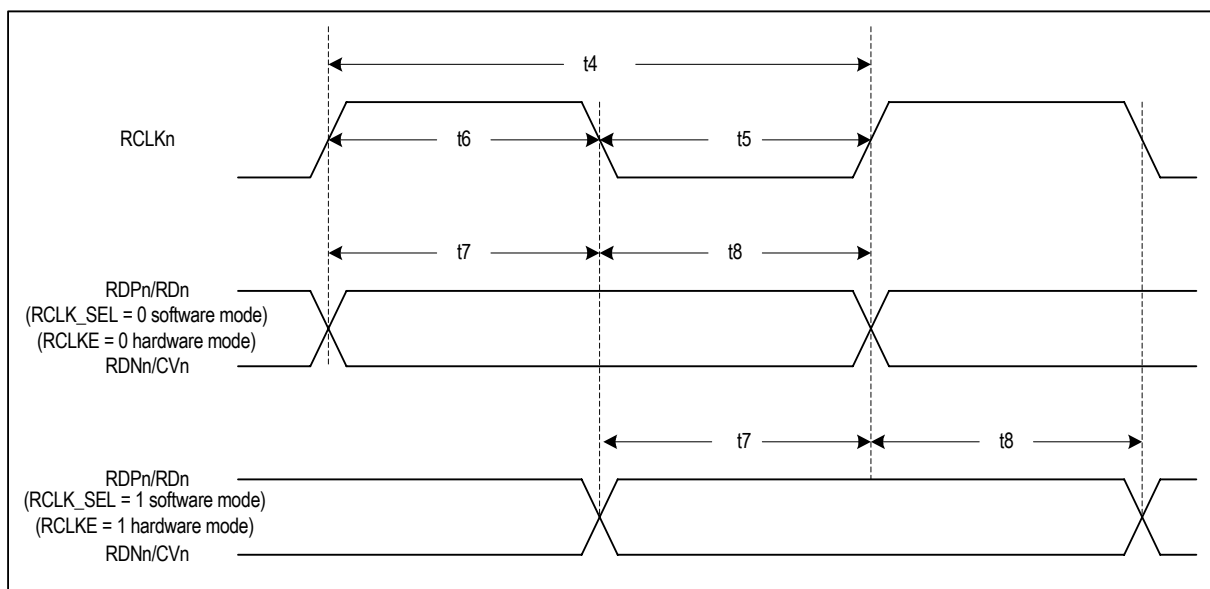 t4
RCLKn
t6
t5
t7
t8
RDPn/RDn
(RCLK_SEL = 0 software mode)
(RCLKE = 0 hardware mode)
RDNn/CVn
t7
t8
RDPn/RDn
(RCLK_SEL = 1 software mode)
(RCLKE = 1 hardware mode)
RDNn/CVn